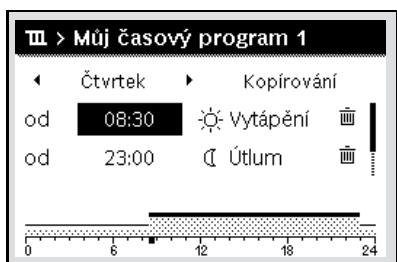 > Můj časový program 1
Čtvrtek Kopírování
od 08:30 Vytápění
od 23:00 Útlum
0 6 12 18 24